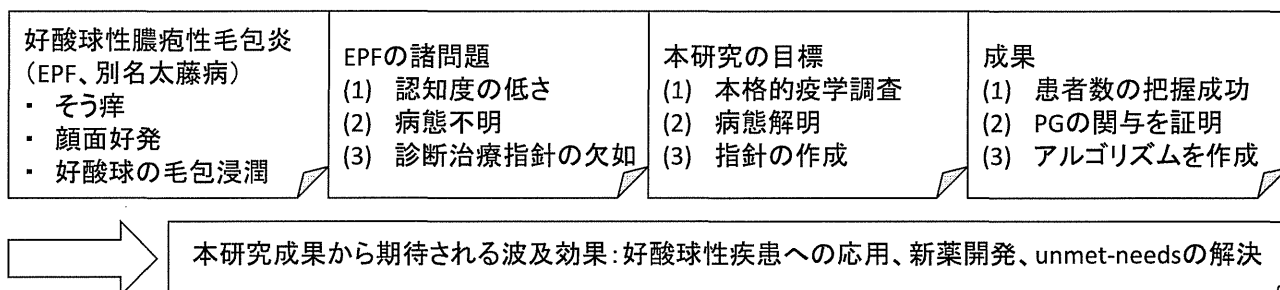 好酸球性膿疱性毛包炎
(EPF、別名太藤病)
・ そう痒
・ 顔面好発
・ 好酸球の毛包浸潤
EPFの諸問題
(1) 認知度の低さ
(2) 病態不明
(3) 診断治療指針の欠如
本研究の目標
(1) 本格的疫学調査
(2) 病態解明
(3) 指針の作成
成果
(1) 患者数の把握成功
(2) PGの関与を証明
(3) アルゴリズムを作成
本研究成果から期待される波及効果:好酸球性疾患への応用、新薬開発、unmet-needsの解決